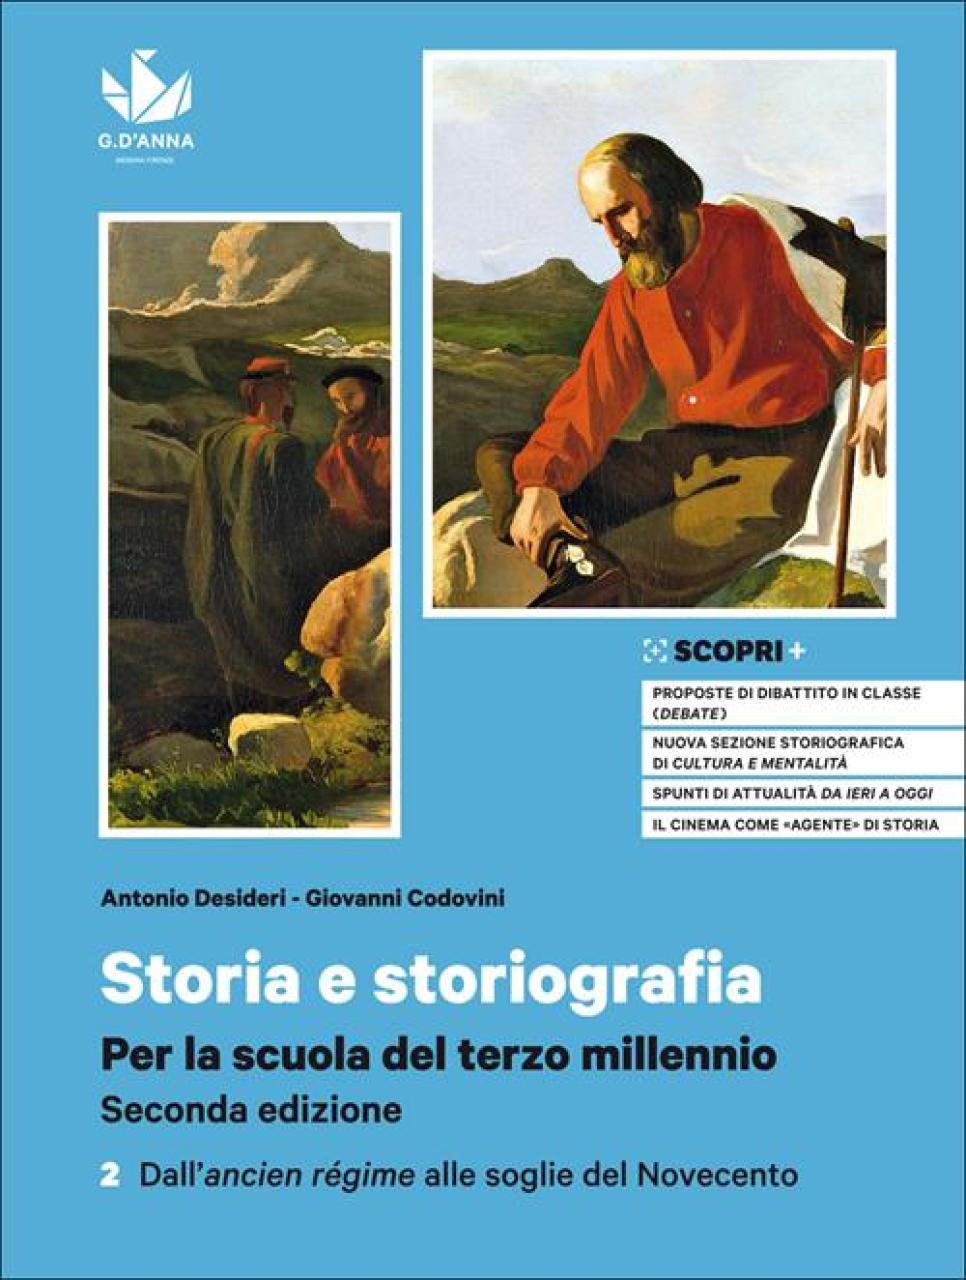 G.D'ANNA
MESSINA FIRENZE
SCOPRI+
PROPOSTE DI DIBATTITO IN CLASSE
(DEBATE)
NUOVA SEZIONE STORIOGRAFICA
DI CULTURA E MENTALITÀ
SPUNTI DI ATTUALITÀ DA IERI A OGGI
IL CINEMA COME «AGENTE» DI STORIA
Antonio Desideri - Giovanni Codovini
Storia e storiografia
Per la scuola del terzo millennio
Seconda edizione
2 Dall'ancien régime alle soglie del Novecento